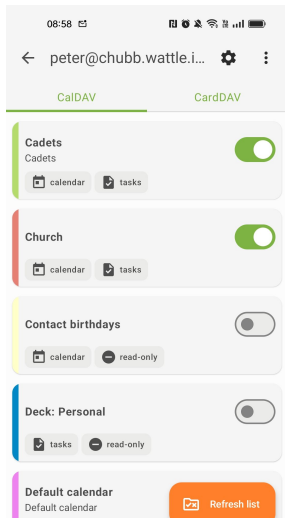 08:58
peter@chubb.wattle.i...
CalDAV CardDAV
Cadets
Cadets
calendar tasks
Church
calendar tasks
Contact birthdays
calendar read-only
Deck: Personal
tasks read-only
Default calendar
Default calendar
Refresh list